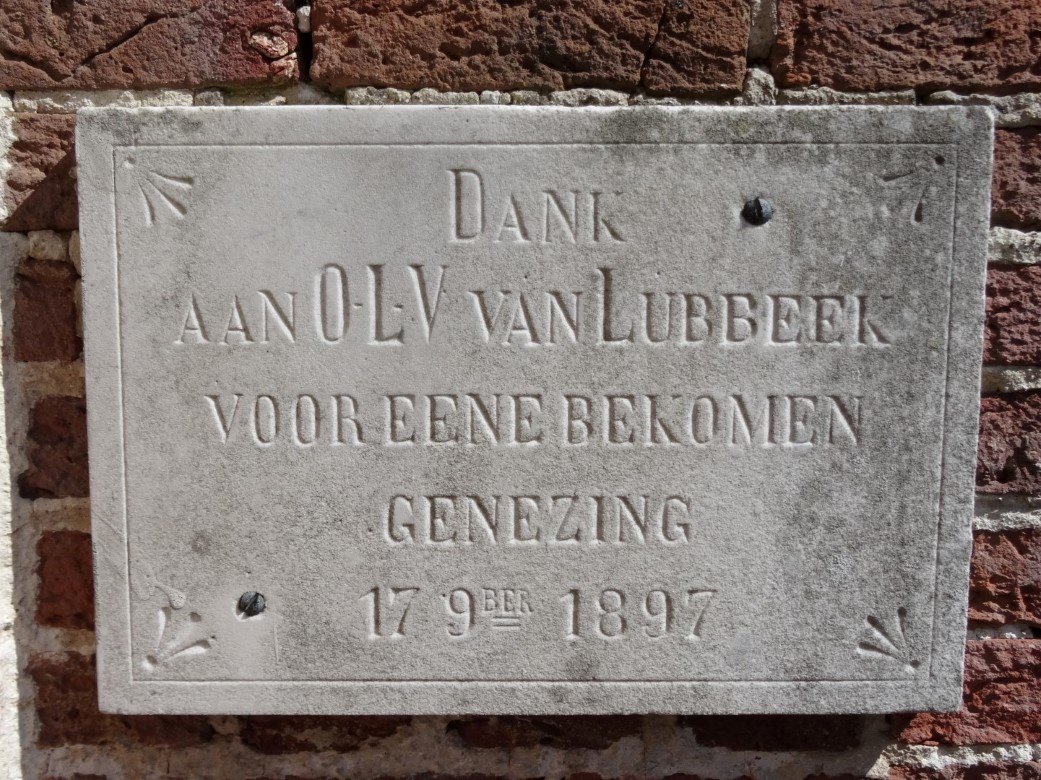 DANK
AAN O·L·V VAN LUBBEEK
VOOR EENE BEKOMEN
GENEZING
17 9BER 1897